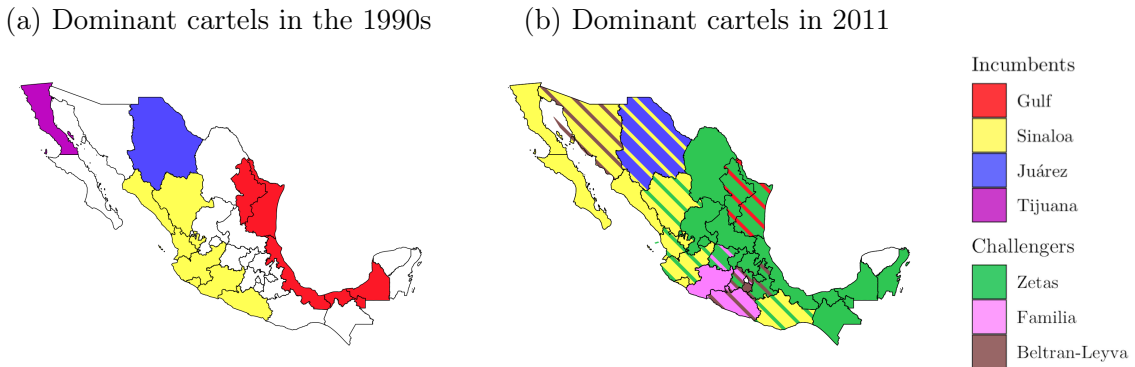 (a) Dominant cartels in the 1990s
(b) Dominant cartels in 2011
Incumbents
Gulf
Sinaloa
Juárez
Tijuana
Challengers
Zetas
Familia
Beltran-Leyva